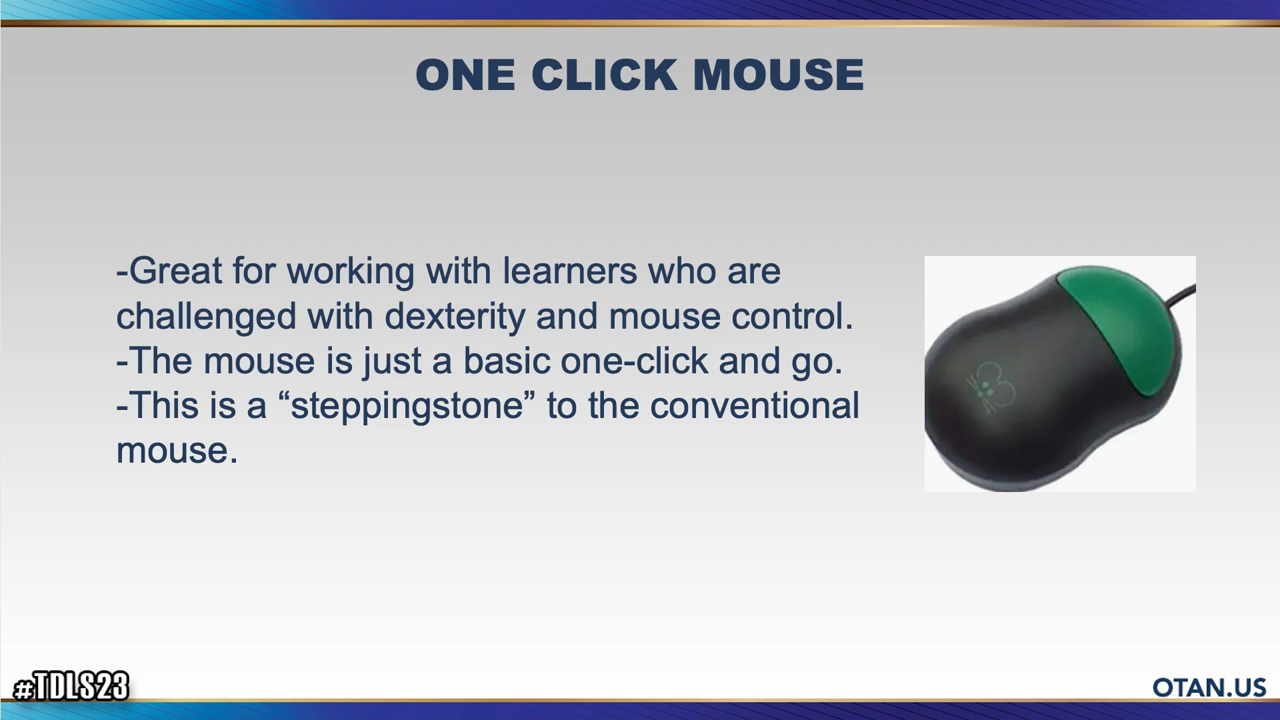 ONE CLICK MOUSE
-Great for working with learners who are
challenged with dexterity and mouse control.
-The mouse is just a basic one-click and go.
-This is a “steppingstone” to the conventional
mouse.
#TDLS23
OTAN.US